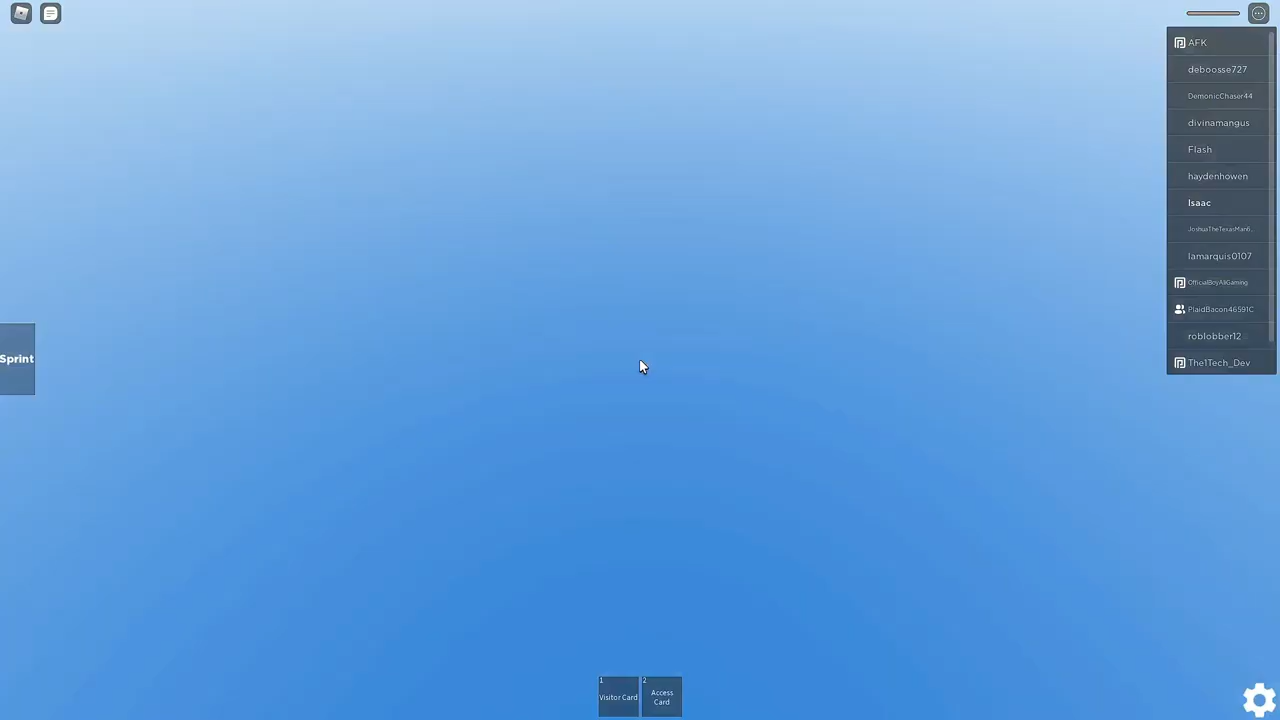 AFK
deboosse727
DemonicChaser44
divinamangus
Flash
haydenhowen
Isaac
JoshuaTheTexasMan6.
lamarquis0107
OfficialBoyAliGaming
PlaidBacon46591C
roblobber12
The1Tech_Dev
Sprint
1
Visitor Card
2
Access
Card